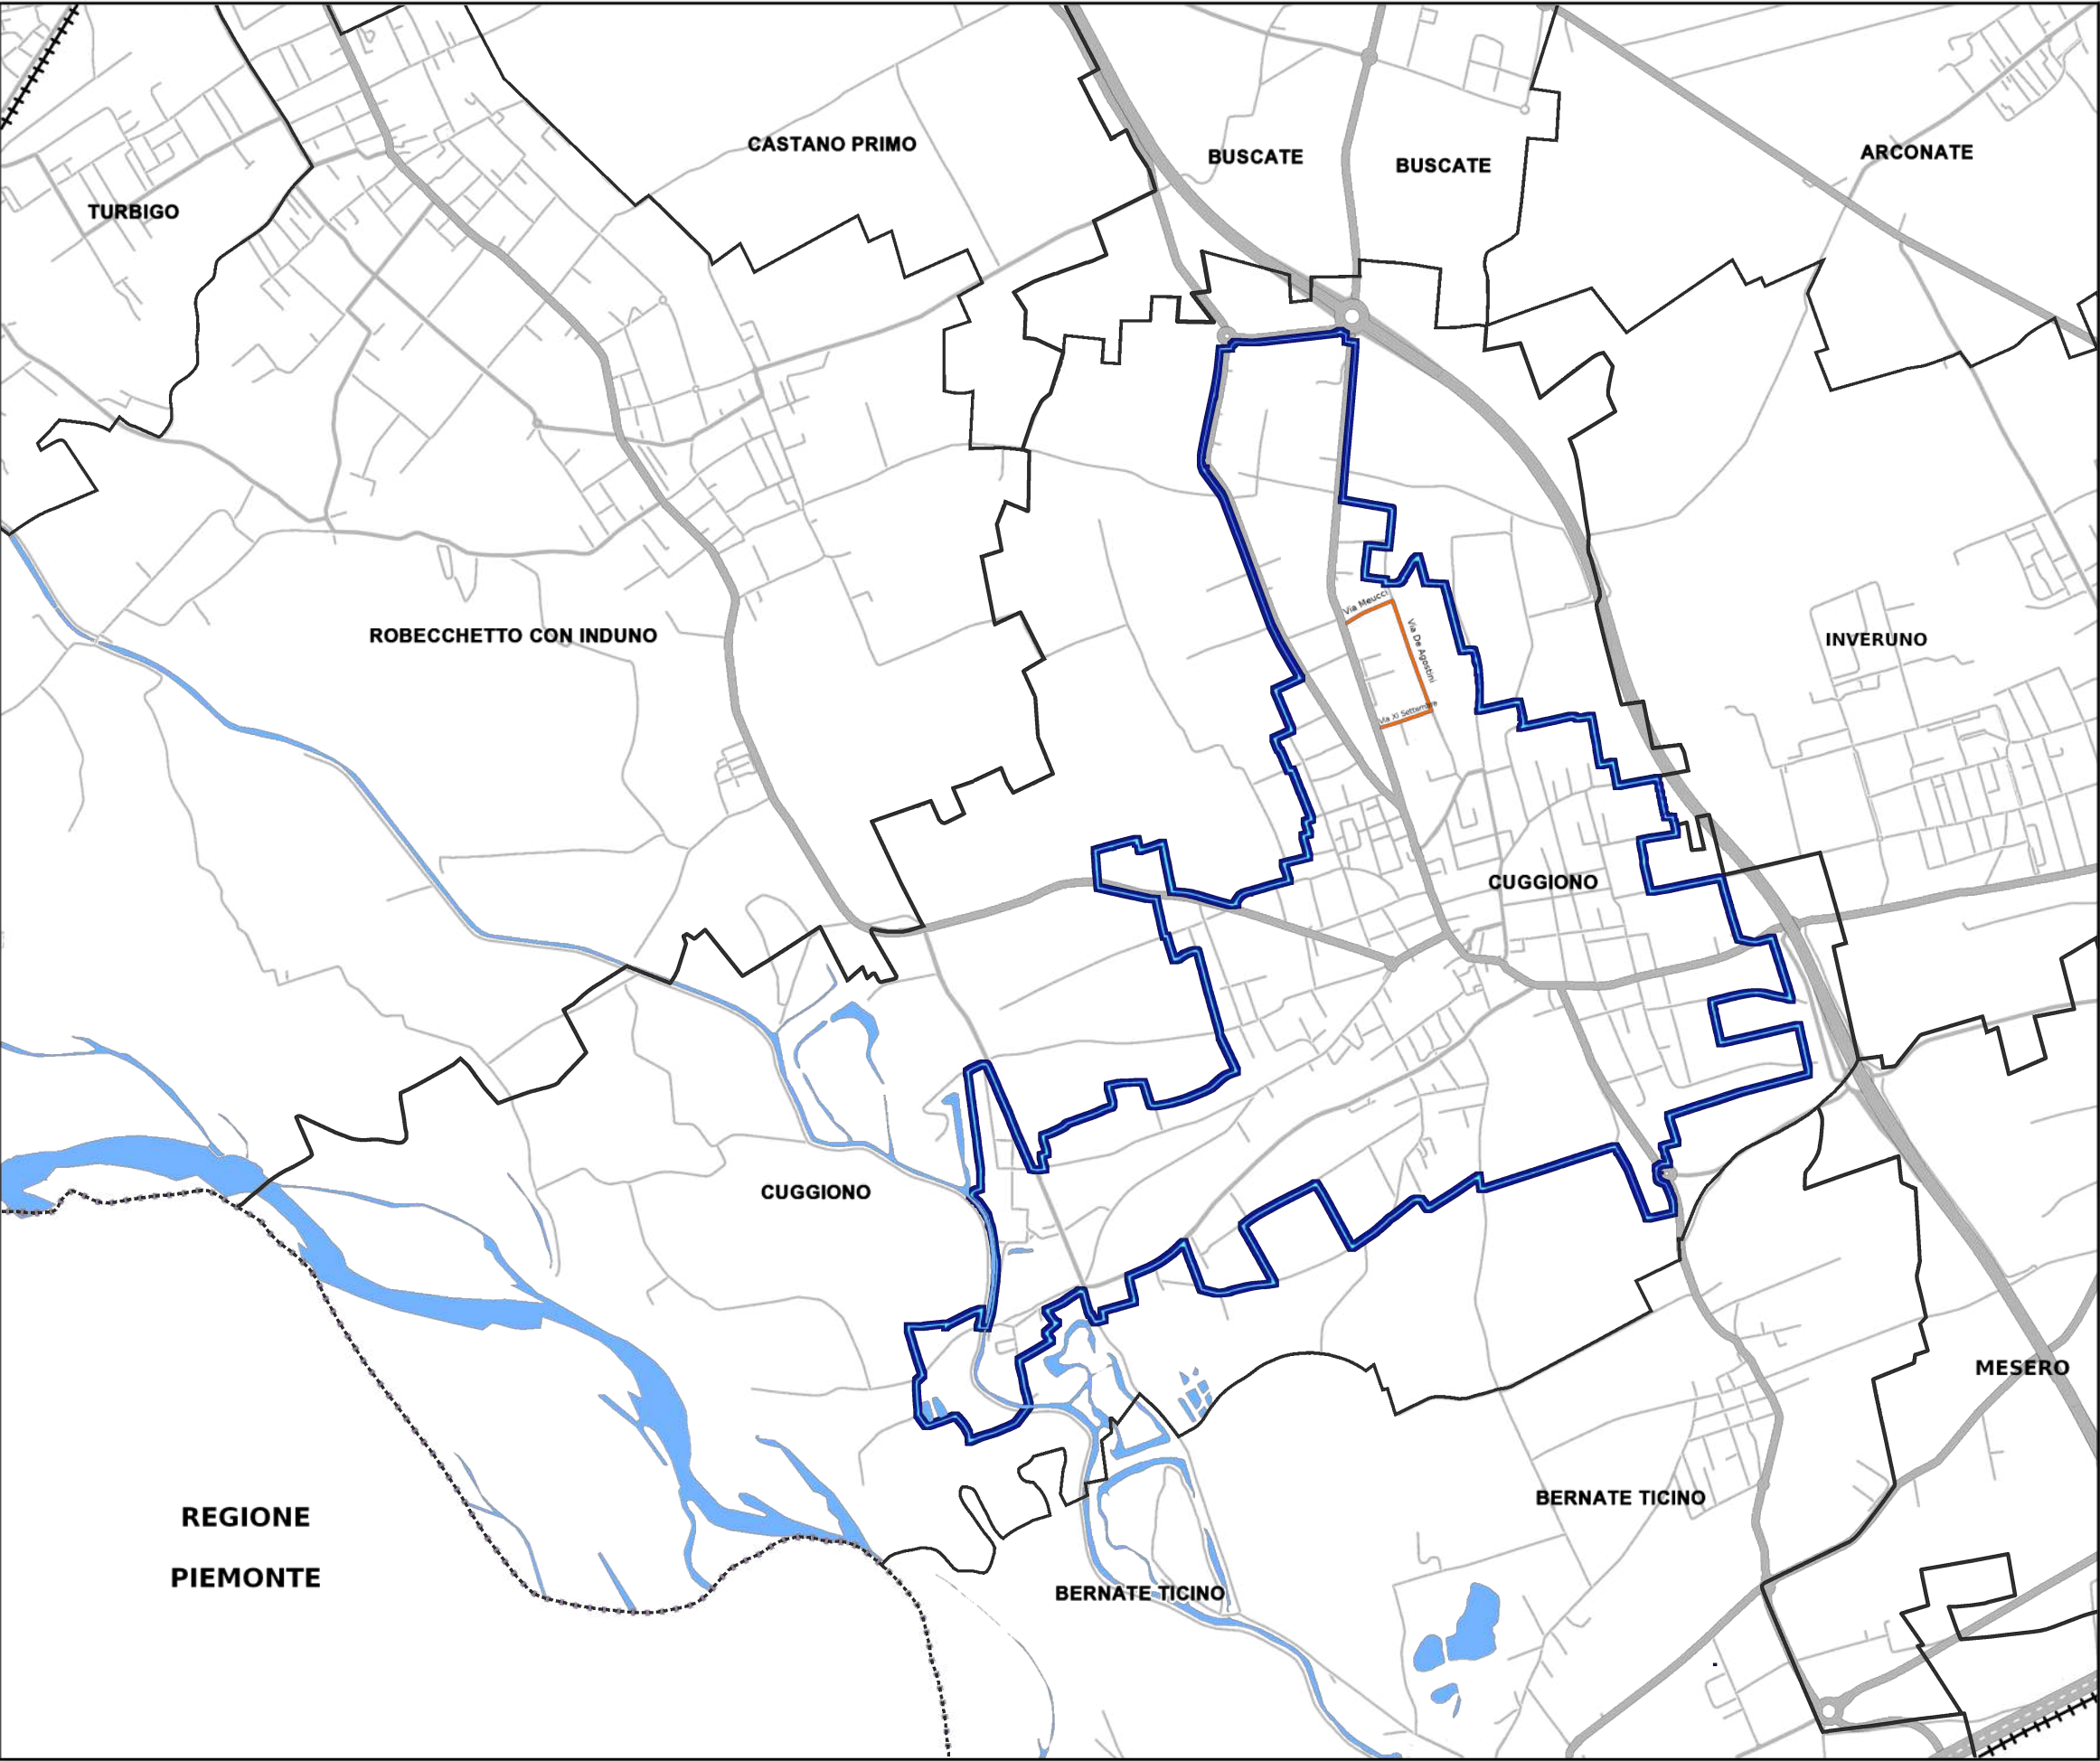 CASTANO PRIMO
BUSCATE
BUSCATE
ARCONATE
TURBIGO
ROBECCHETTO CON INDUNO
Via Meucci
Via De Agostini
Via XI Settembre
INVERUNO
CUGGIONO
CUGGIONO
MESERO
BERNATE TICINO
REGIONE
PIEMONTE
BERNATE TICINO